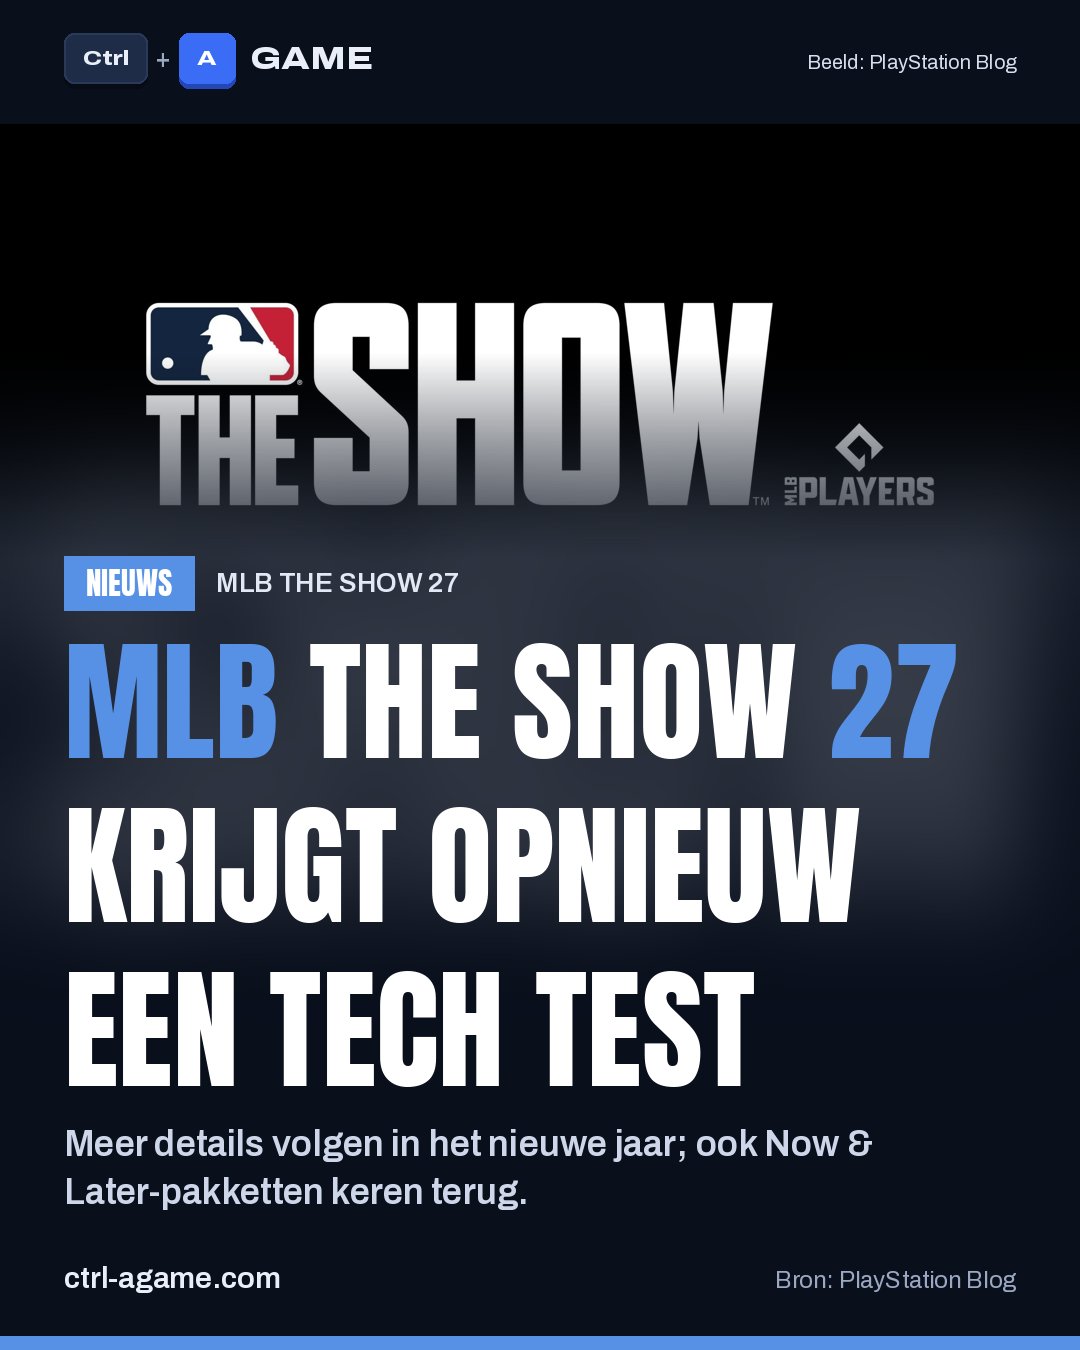 Ctrl + A GAME
Beeld: PlayStation Blog
THE SHOW™
MLB PLAYERS
NIEUWS MLB THE SHOW 27
MLB THE SHOW 27
KRIJGT OPNIEUW
EEN TECH TEST
Meer details volgen in het nieuwe jaar; ook Now &
Later-pakketten keren terug.
ctrl-agame.com
Bron: PlayStation Blog